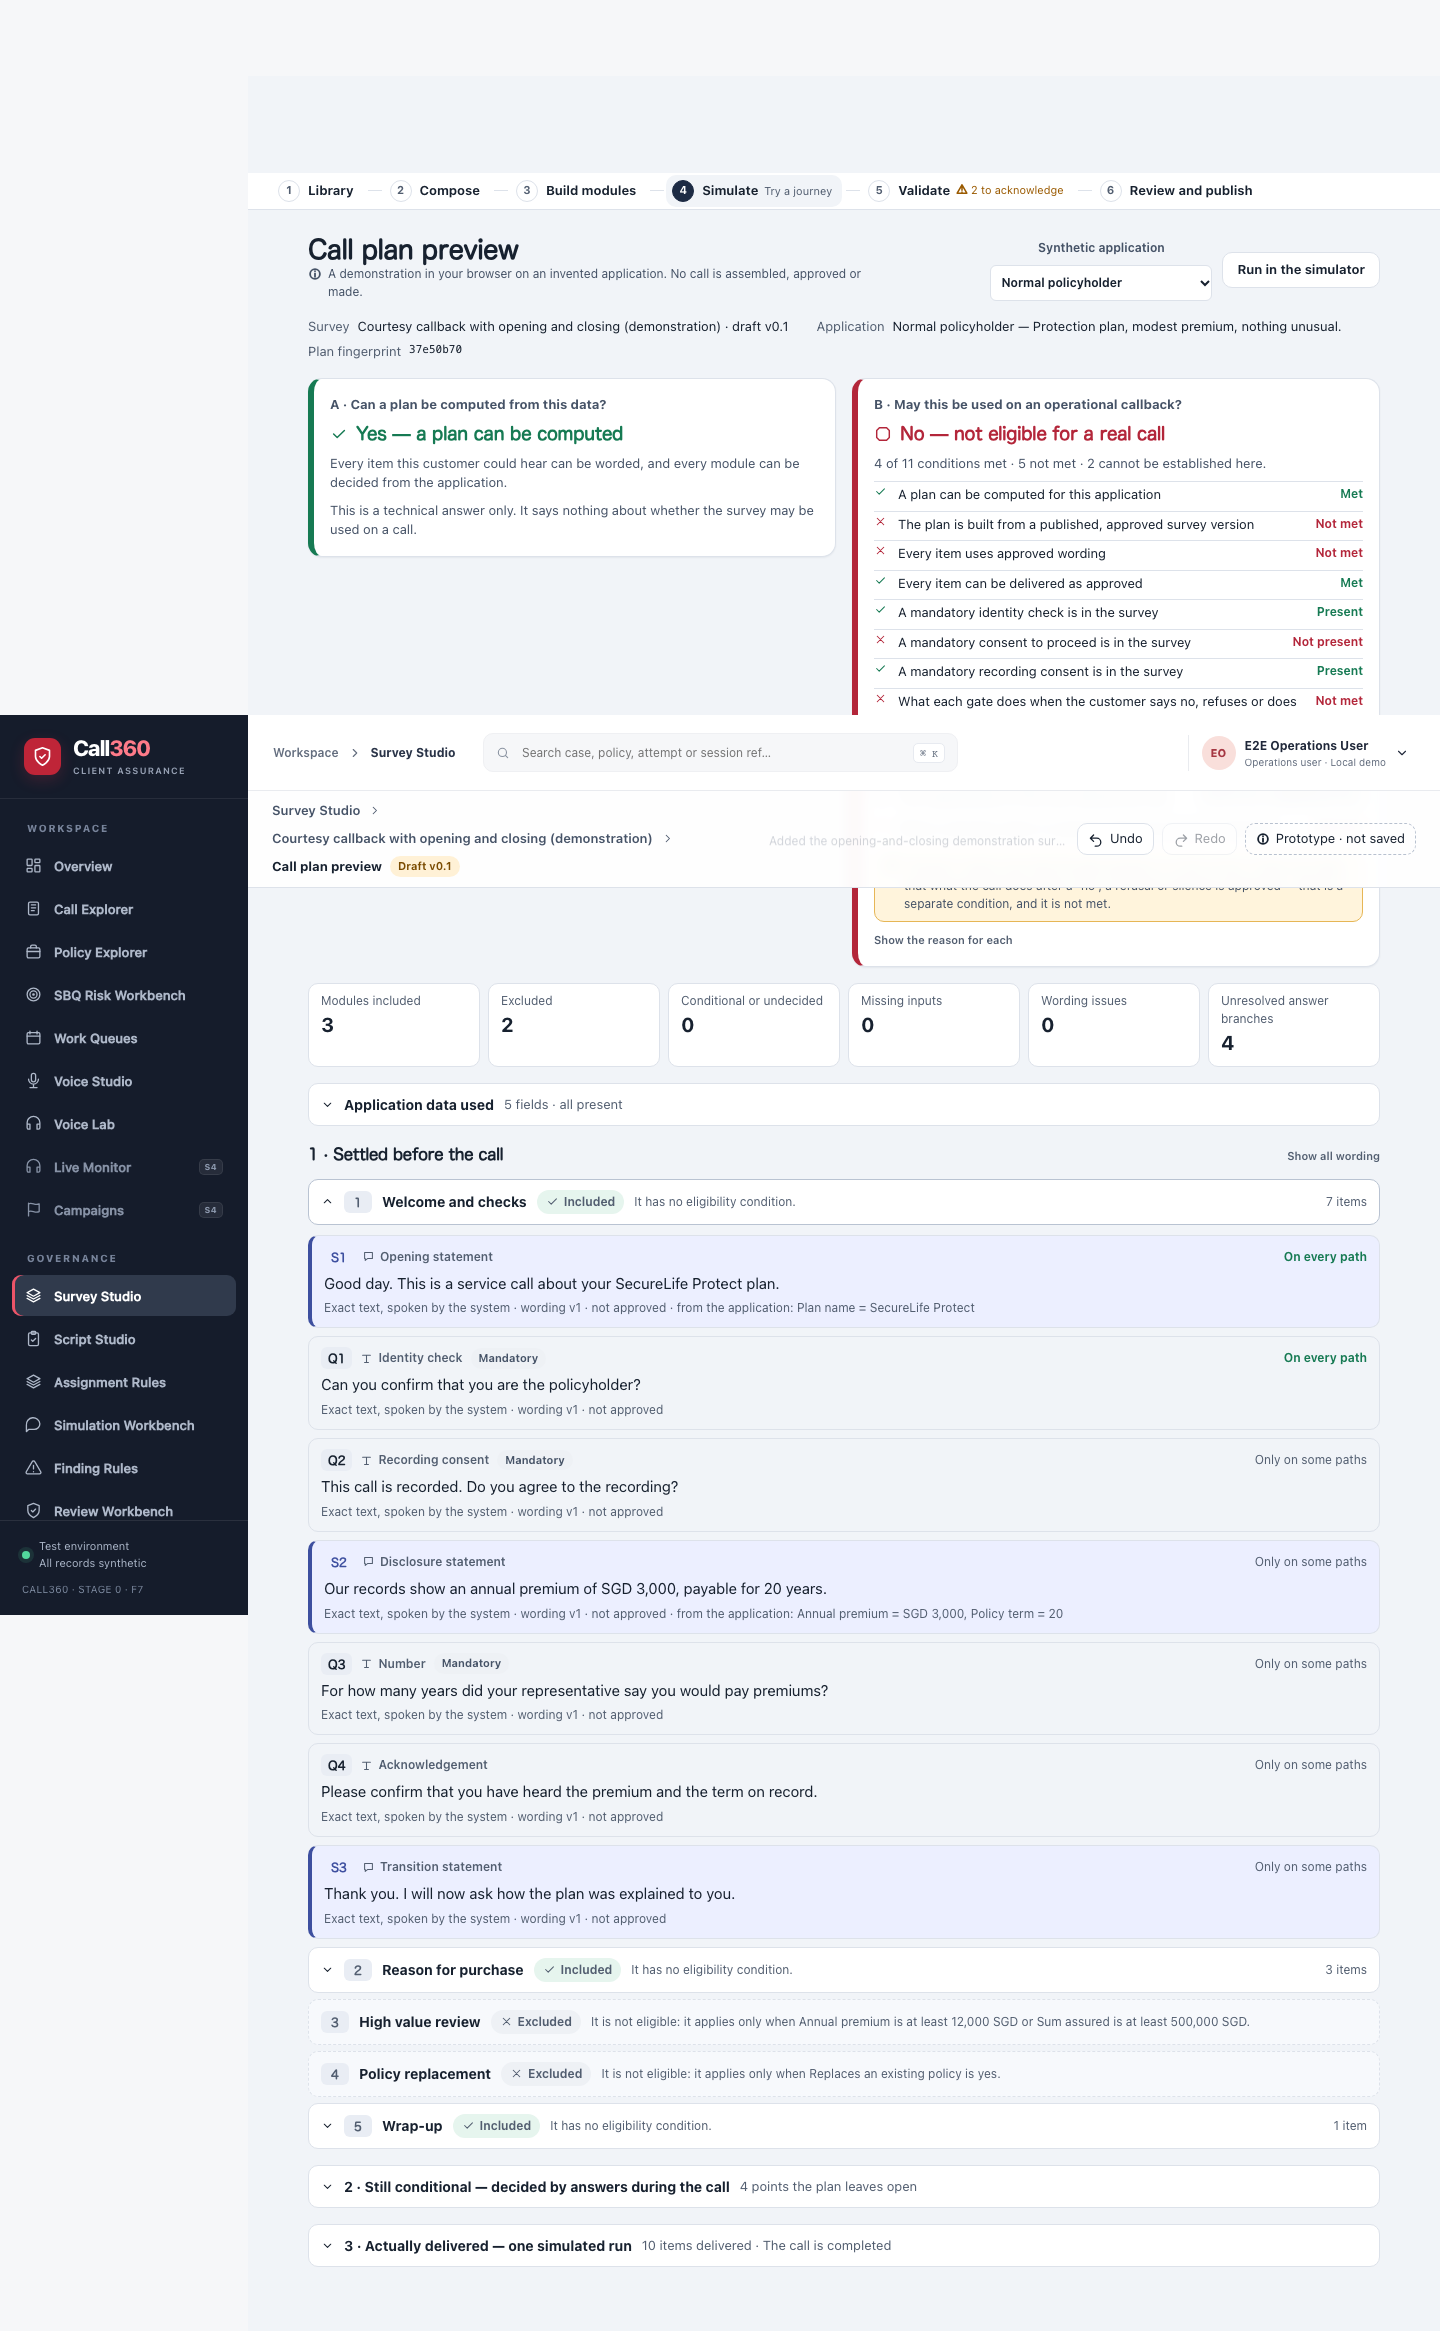 1 Library
2 Compose
3 Build modules
4 Simulate Try a journey
5 Validate 2 to acknowledge
6 Review and publish
Call plan preview
A demonstration in your browser on an invented application. No call is assembled, approved or
made.
Synthetic application
Normal policyholder
Run in the simulator
Survey Courtesy callback with opening and closing (demonstration) · draft v0.1
Application Normal policyholder — Protection plan, modest premium, nothing unusual.
Plan fingerprint 37e50b70
A · Can a plan be computed from this data?
Yes — a plan can be computed
Every item this customer could hear can be worded, and every module can be
decided from the application.
This is a technical answer only. It says nothing about whether the survey may be
used on a call.
B · May this be used on an operational callback?
No — not eligible for a real call
4 of 11 conditions met · 5 not met · 2 cannot be established here.
A plan can be computed for this application Met
The plan is built from a published, approved survey version Not met
Every item uses approved wording Not met
Every item can be delivered as approved Met
A mandatory identity check is in the survey Present
A mandatory consent to proceed is in the survey Not present
A mandatory recording consent is in the survey Present
What each gate does when the customer says no, refuses or does Not met
Call360
CLIENT ASSURANCE
WORKSPACE
Overview
Call Explorer
Policy Explorer
SBQ Risk Workbench
Work Queues
Voice Studio
Voice Lab
Live Monitor S4
Campaigns S4
GOVERNANCE
Survey Studio
Script Studio
Assignment Rules
Simulation Workbench
Finding Rules
Review Workbench
Test environment
All records synthetic
CALL360 · STAGE 0 · F7
Workspace > Survey Studio
Search case, policy, attempt or session ref...
⌘ K
EO
E2E Operations User
Operations user · Local demo
Survey Studio
Courtesy callback with opening and closing (demonstration)
Call plan preview Draft v0.1
Added the opening-and-closing demonstration sur...
Undo
Redo
Prototype · not saved
separate condition, and it is not met.
Show the reason for each
Modules included
3
Excluded
2
Conditional or undecided
0
Missing inputs
0
Wording issues
0
Unresolved answer
branches
4
Application data used 5 fields · all present
1 · Settled before the call
Show all wording
1 Welcome and checks Included It has no eligibility condition. 7 items
S1 Opening statement On every path
Good day. This is a service call about your SecureLife Protect plan.
Exact text, spoken by the system · wording v1 · not approved · from the application: Plan name = SecureLife Protect
Q1 Identity check Mandatory On every path
Can you confirm that you are the policyholder?
Exact text, spoken by the system · wording v1 · not approved
Q2 Recording consent Mandatory Only on some paths
This call is recorded. Do you agree to the recording?
Exact text, spoken by the system · wording v1 · not approved
S2 Disclosure statement Only on some paths
Our records show an annual premium of SGD 3,000, payable for 20 years.
Exact text, spoken by the system · wording v1 · not approved · from the application: Annual premium = SGD 3,000, Policy term = 20
Q3 Number Mandatory Only on some paths
For how many years did your representative say you would pay premiums?
Exact text, spoken by the system · wording v1 · not approved
Q4 Acknowledgement Only on some paths
Please confirm that you have heard the premium and the term on record.
Exact text, spoken by the system · wording v1 · not approved
S3 Transition statement Only on some paths
Thank you. I will now ask how the plan was explained to you.
Exact text, spoken by the system · wording v1 · not approved
2 Reason for purchase Included It has no eligibility condition. 3 items
3 High value review Excluded It is not eligible: it applies only when Annual premium is at least 12,000 SGD or Sum assured is at least 500,000 SGD.
4 Policy replacement Excluded It is not eligible: it applies only when Replaces an existing policy is yes.
5 Wrap-up Included It has no eligibility condition. 1 item
2 · Still conditional — decided by answers during the call 4 points the plan leaves open
3 · Actually delivered — one simulated run 10 items delivered · The call is completed